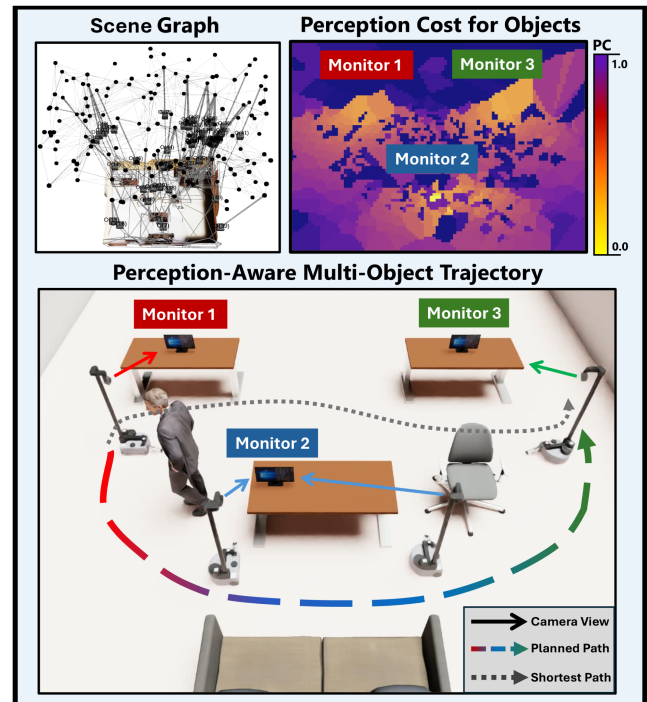 Scene Graph
Perception Cost for Objects
Monitor 1
Monitor 3
Monitor 2
PC
1.0
0.0
Perception-Aware Multi-Object Trajectory
Monitor 1
Monitor 3
Monitor 2
Camera View
Planned Path
Shortest Path